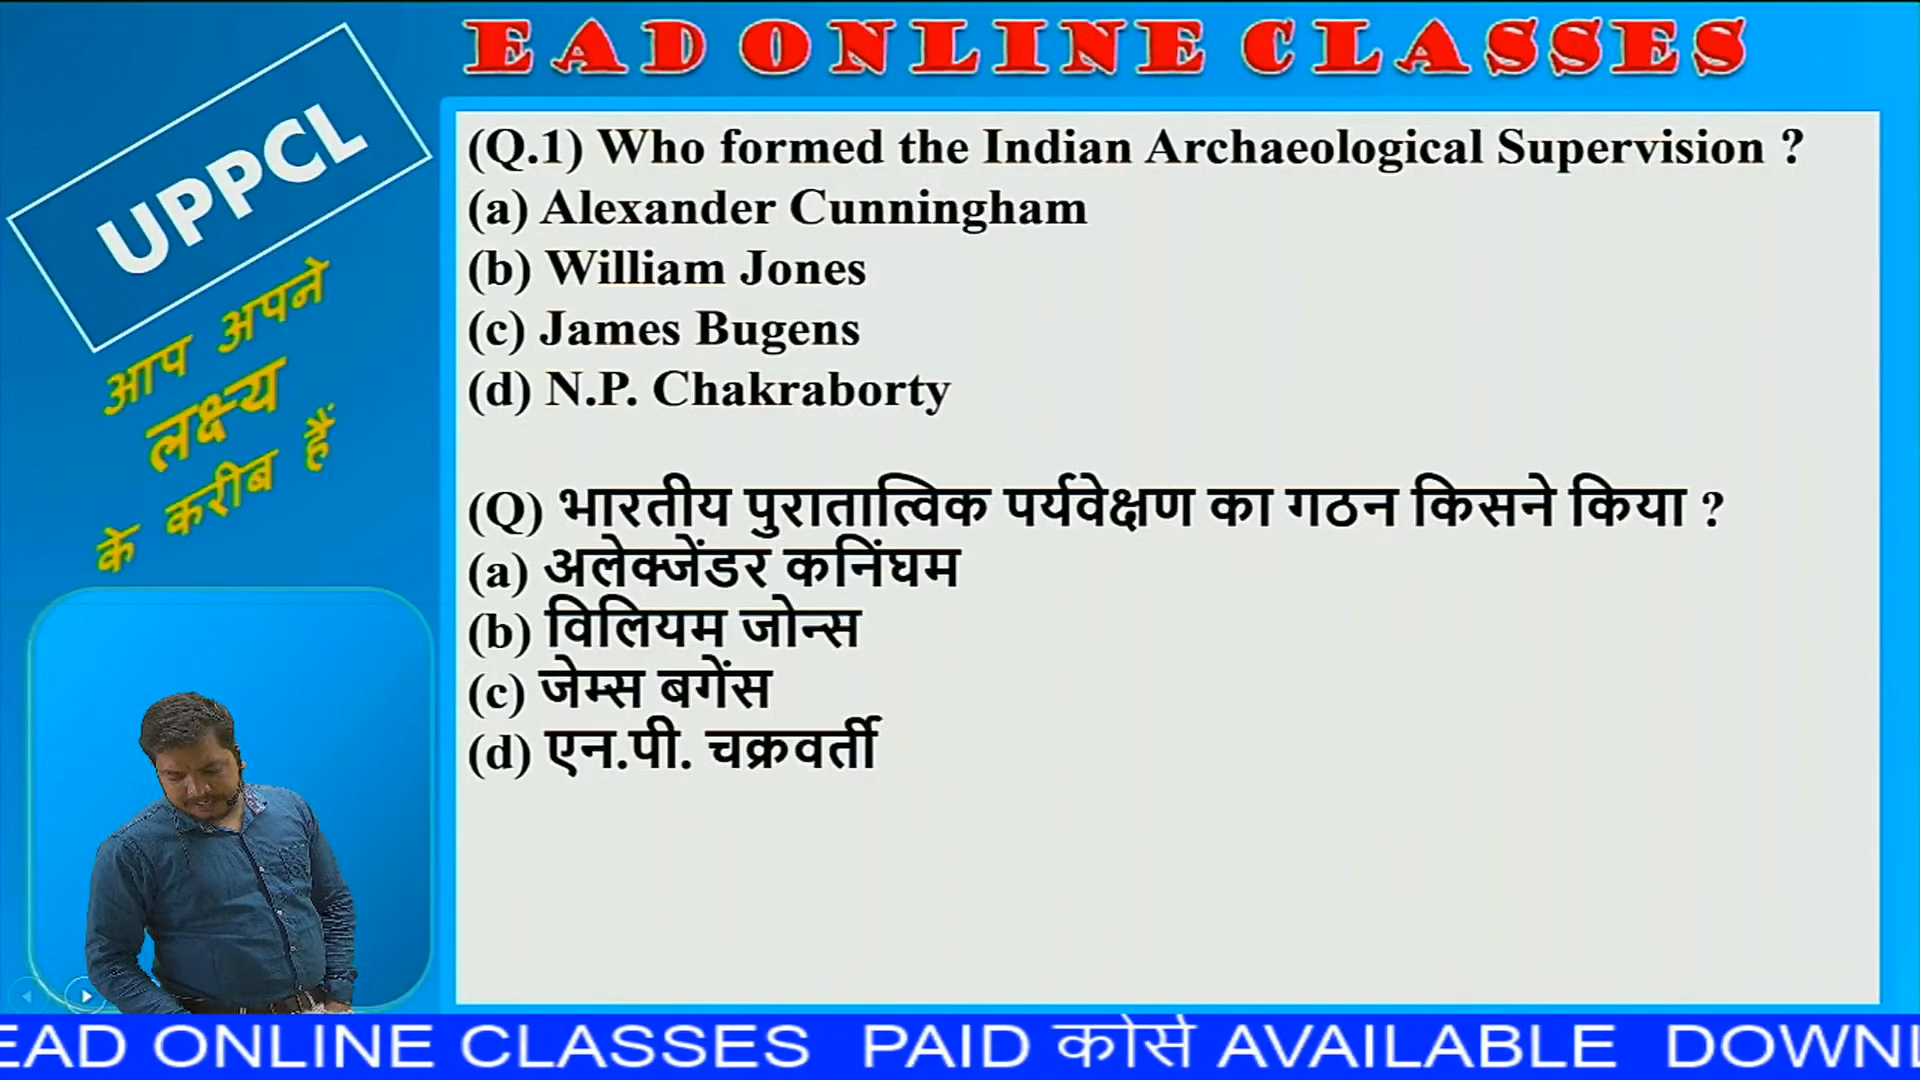 EAD ONLINE CLASSES
UPPCL
आप अपने
लक्ष्य
के करीब हैं
(Q.1) Who formed the Indian Archaeological Supervision ?
(a) Alexander Cunningham
(b) William Jones
(c) James Bugens
(d) N.P. Chakraborty
(Q) भारतीय पुरातात्विक पर्यवेक्षण का गठन किसने किया ?
(a) अलेक्जेंडर कनिंघम
(b) विलियम जोन्स
(c) जेम्स बगेंस
(d) एन.पी. चक्रवर्ती
EAD ONLINE CLASSES PAID कोर्स AVAILABLE DOWNL